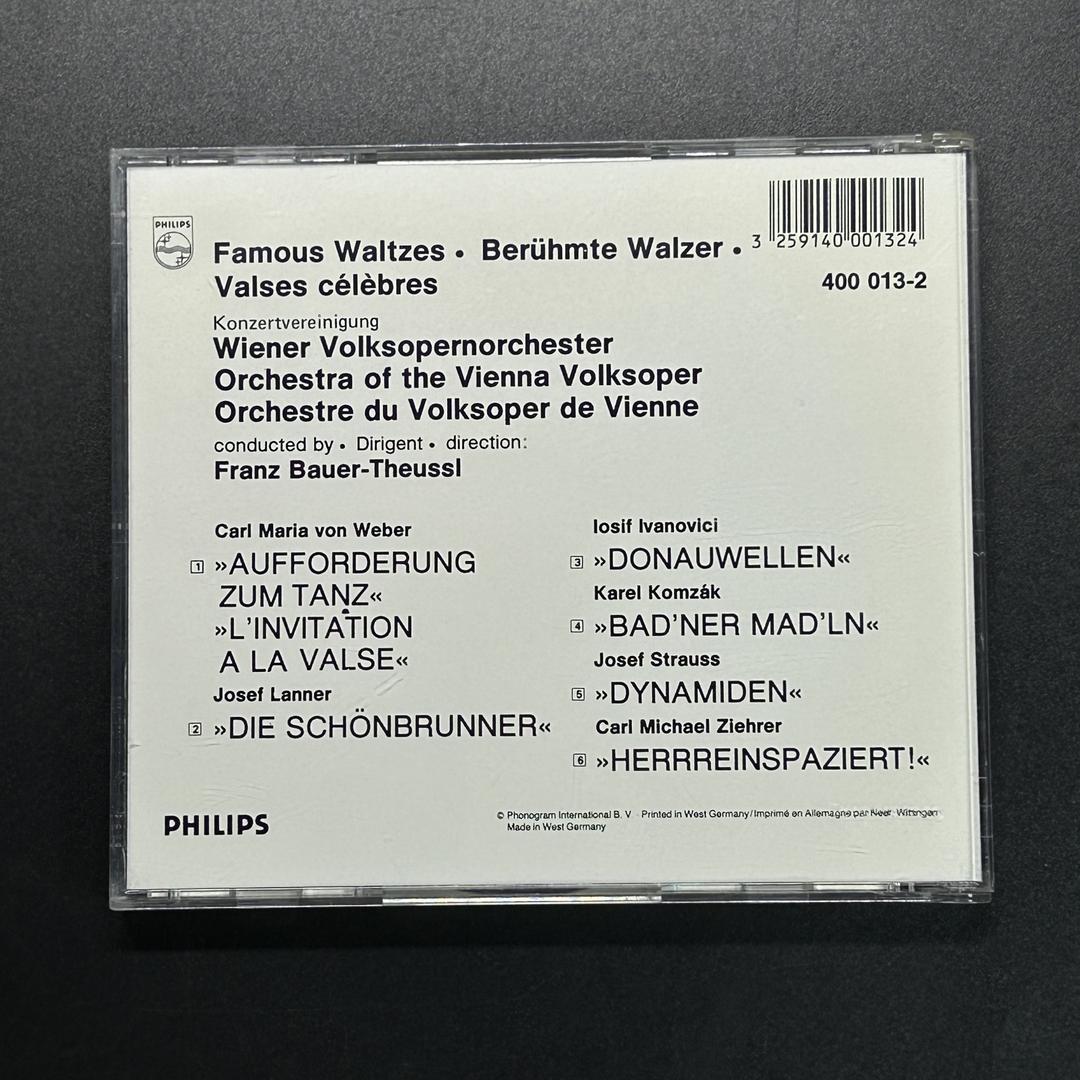 PHILIPS
Famous Waltzes • Berühmte Walzer •
Valses célèbres
3 259140 001324
400 013-2
Konzertvereinigung
Wiener Volksopernorchester
Orchestra of the Vienna Volksoper
Orchestre du Volksoper de Vienne
conducted by • Dirigent • direction:
Franz Bauer-Theussl
Carl Maria von Weber
1 »AUFFORDERUNG
ZUM TANZ«
»L'INVITATION
A LA VALSE«
Josef Lanner
2 »DIE SCHÖNBRUNNER«
Iosif Ivanovici
3 »DONAUWELLEN«
Karel Komzák
4 »BAD'NER MAD'LN«
Josef Strauss
5 »DYNAMIDEN«
Carl Michael Ziehrer
6 »HERRREINSPAZIERT!«
PHILIPS
© Phonogram International B. V. Printed in West Germany/Imprimé en Allemagne par
Made in West Germany